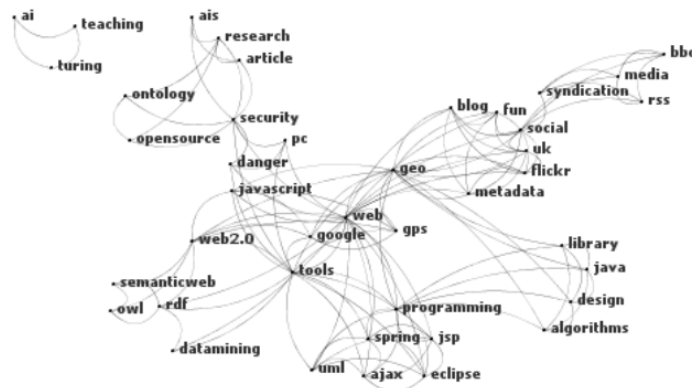 ai
teaching
turing
ais
research
article
ontology
security
opensource
pc
danger
javascript
bbc
media
syndication
rss
blog
fun
social
uk
geo
flickr
metadata
web
google
gps
web2.0
tools
library
java
design
algorithms
semanticweb
owl
rdf
datamining
programming
spring
jsp
uml
ajax
eclipse